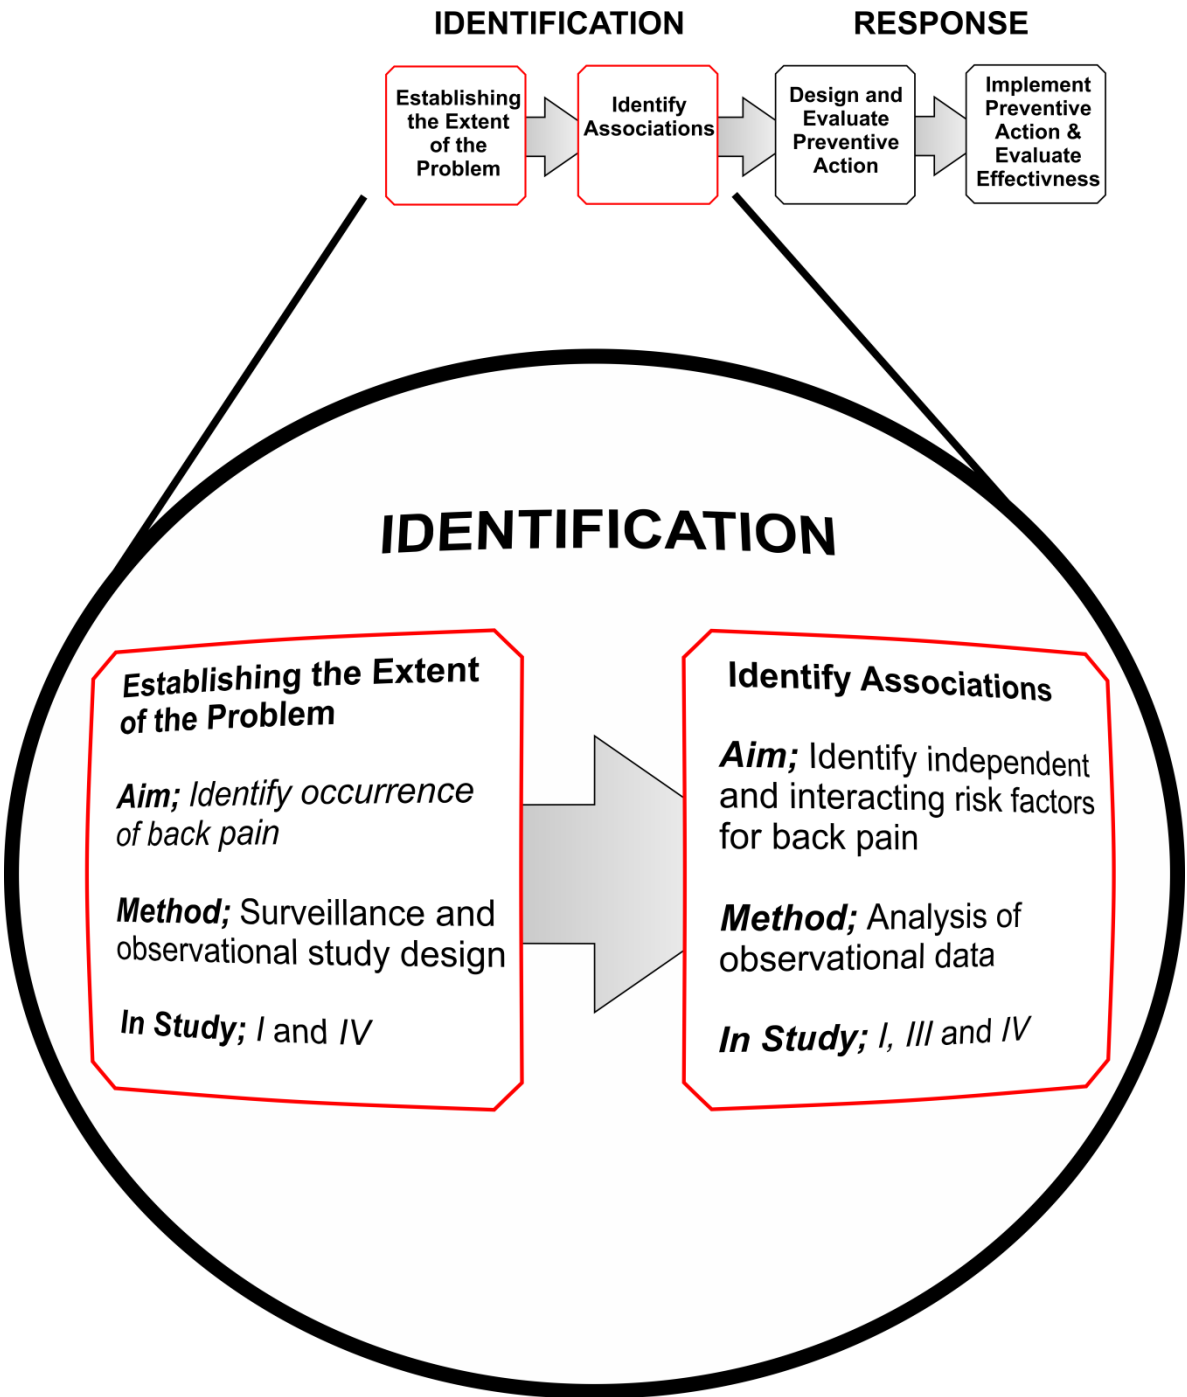 IDENTIFICATION
RESPONSE
Establishing
the Extent
of the
Problem
Identify
Associations
Design and
Evaluate
Preventive
Action
Implement
Preventive
Action &
Evaluate
Effectivness
IDENTIFICATION
Establishing the Extent
of the Problem
Aim; Identify occurrence
of back pain
Method; Surveillance and
observational study design
In Study; I and IV
Identify Associations
Aim; Identify independent
and interacting risk factors
for back pain
Method; Analysis of
observational data
In Study; I, III and IV